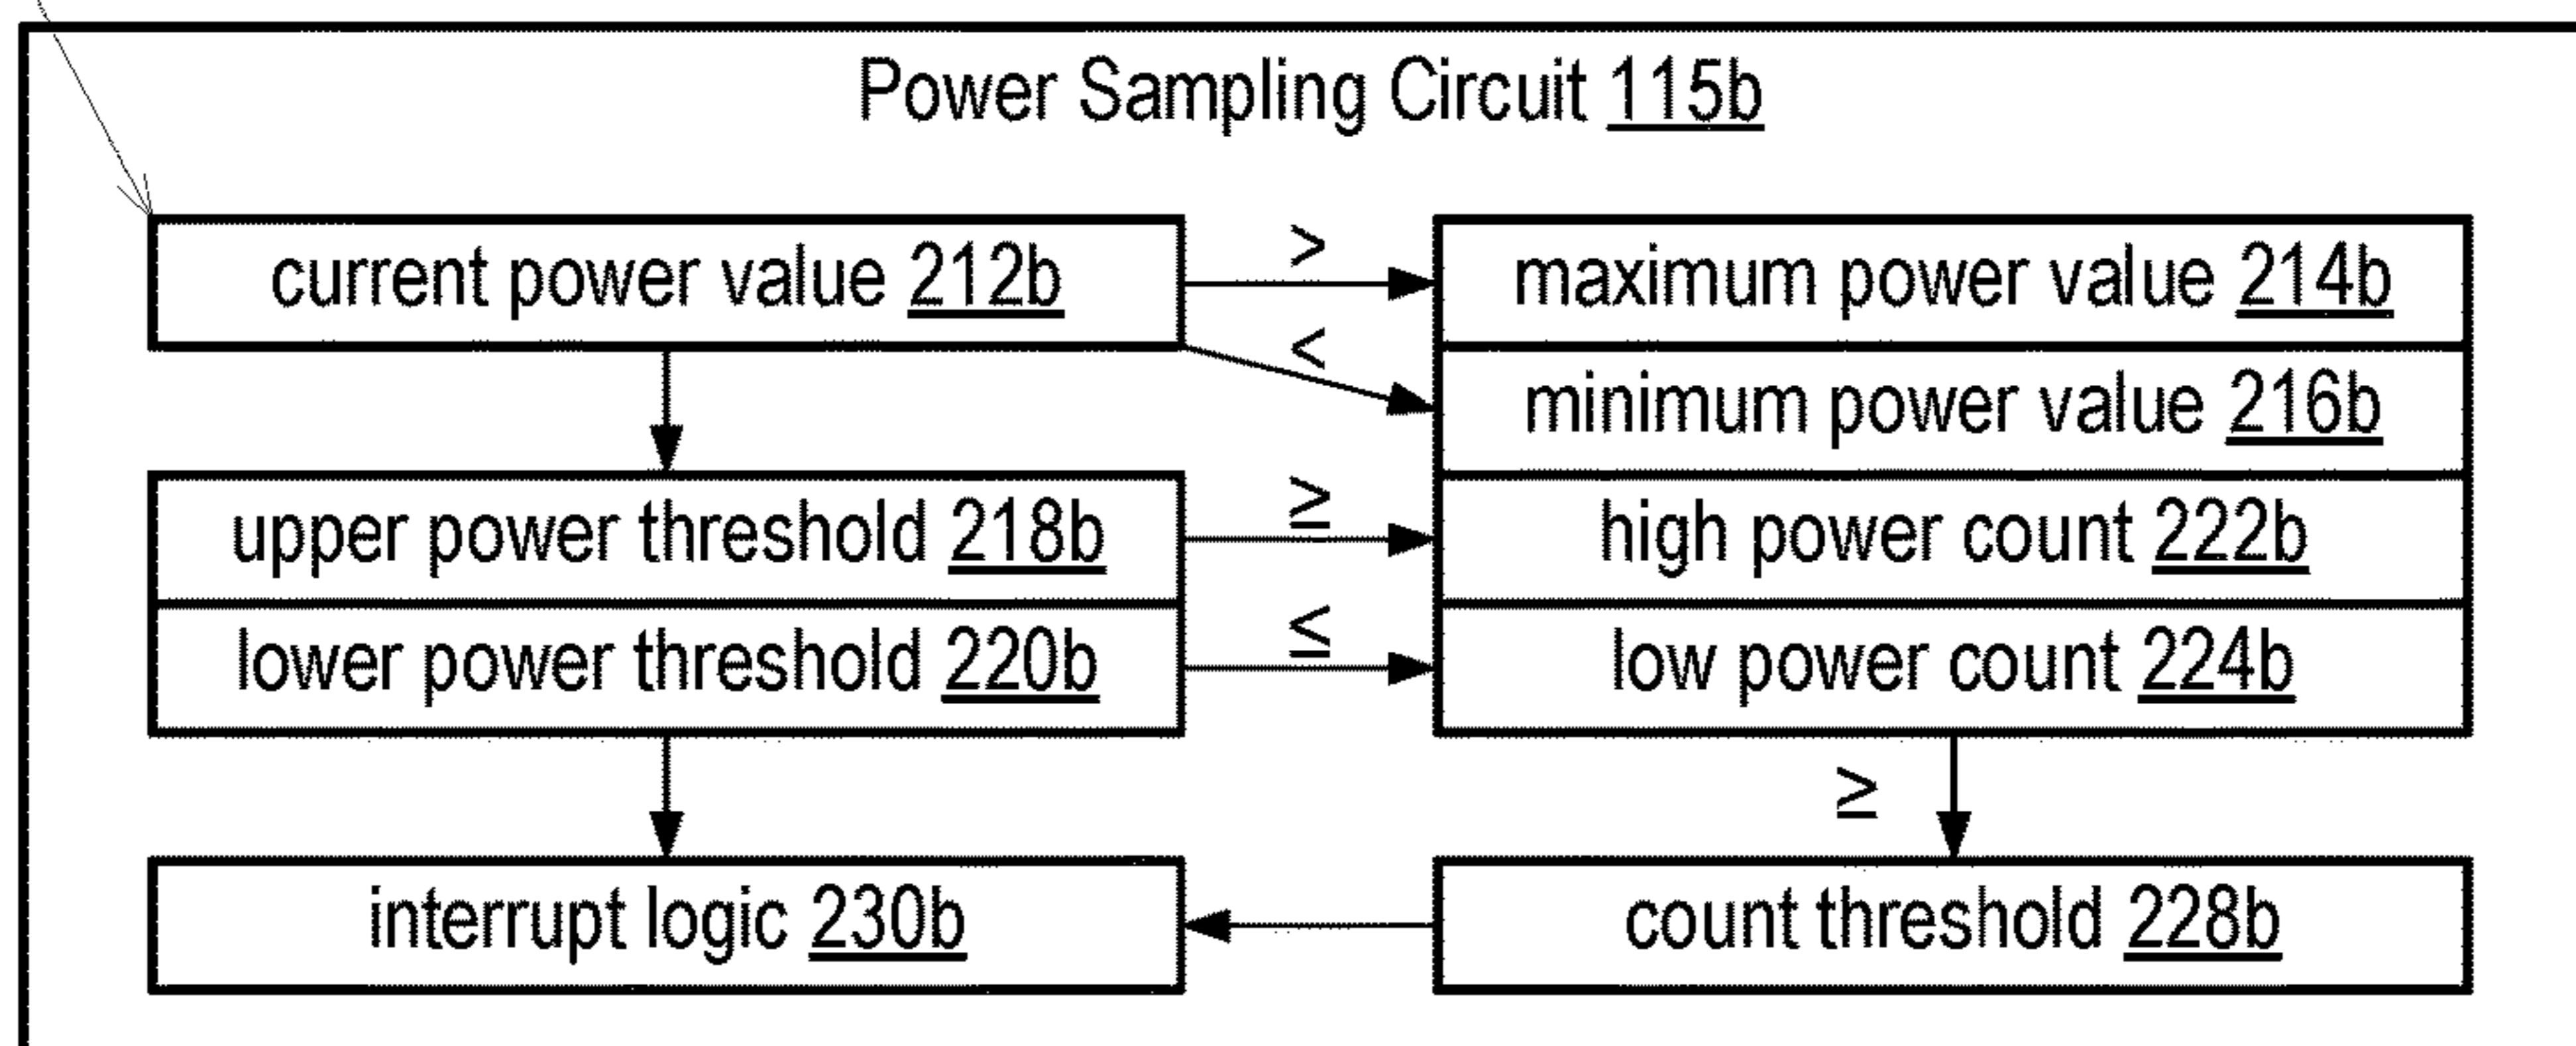 Power Sampling Circuit 115b
current power value 212b
>
maximum power value 214b
<
minimum power value 216b
upper power threshold 218b
≥
high power count 222b
lower power threshold 220b
≤
low power count 224b
≥
interrupt logic 230b
count threshold 228b